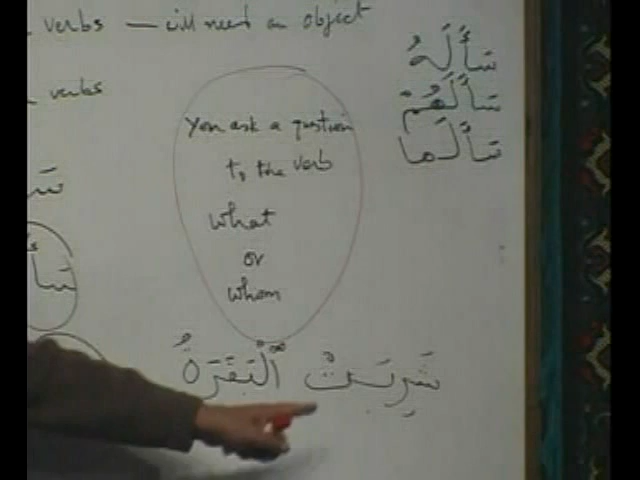 verbs — will need an object
سَأَلَهُ
verbs
سَأَلَهُمْ
سَأَلَهَا
You ask a question
to the verb
what
or
whom
شَرِبَتْ ٱلْبَقَرَةُ